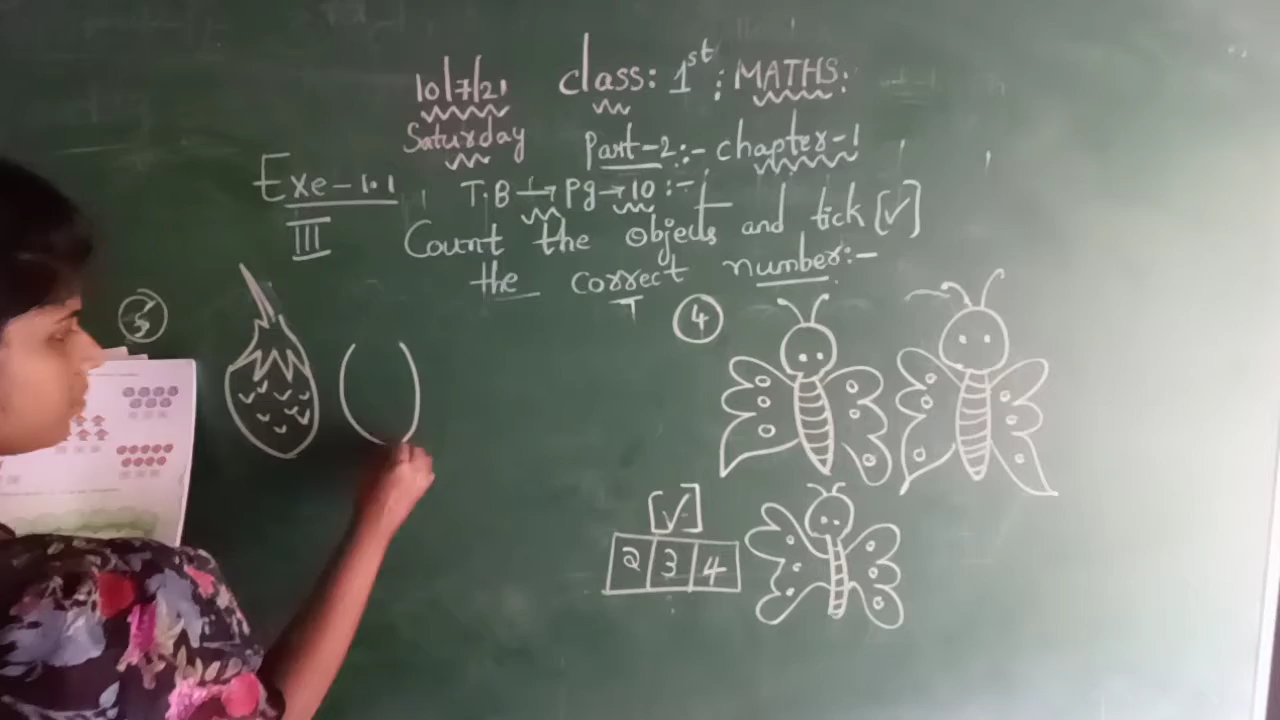 10/7/21 class: 1st : MATHS:
Saturday Part-2:- chapter-1
Exe-1.1 T.B → Pg → 10:-
III Count the objects and tick [✓]
the correct number:-
5
4
[✓]
2 3 4